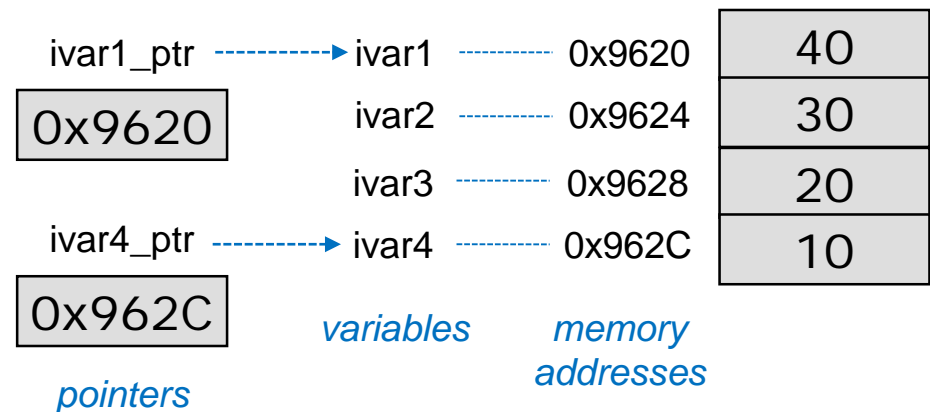 ivar1_ptr ivar1 0x9620 40
0x9620 ivar2 0x9624 30
ivar3 0x9628 20
ivar4_ptr ivar4 0x962C 10
0x962C
variables memory
addresses
pointers